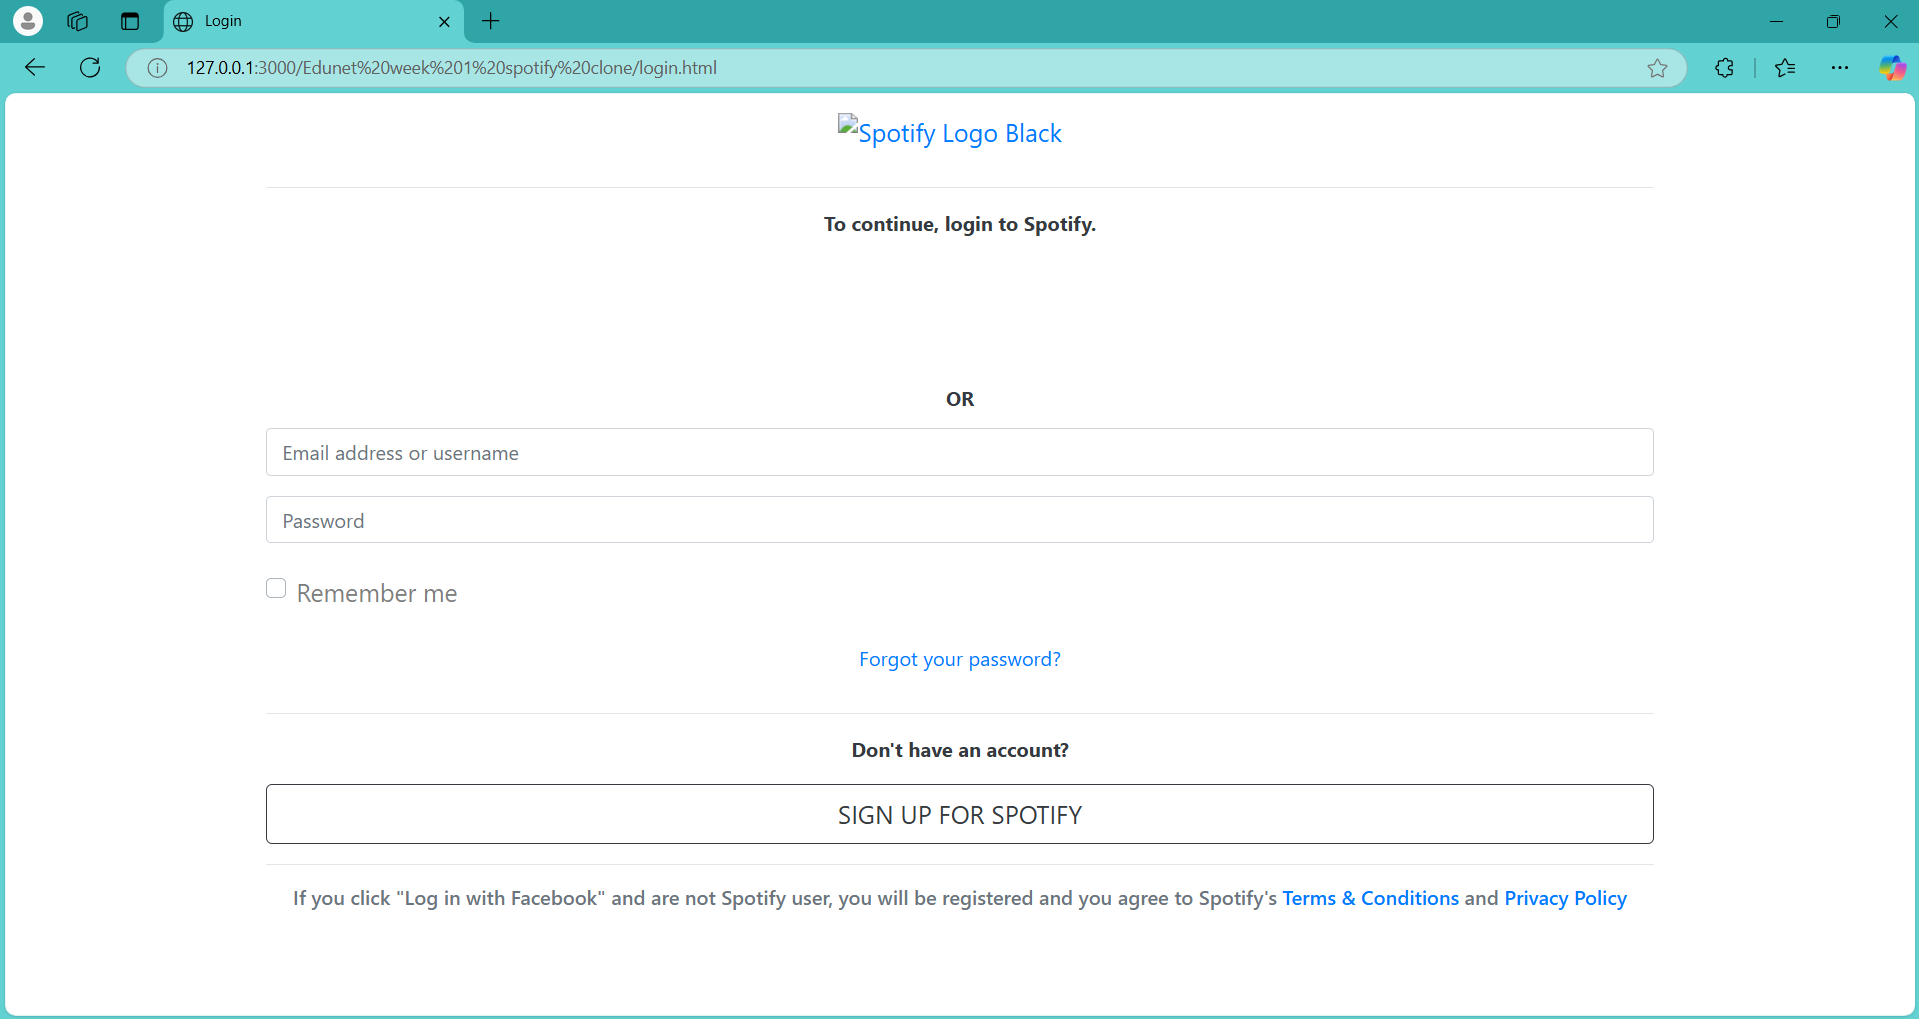 Login
127.0.0.1:3000/Edunet%20week%201%20spotify%20clone/login.html
Spotify Logo Black
To continue, login to Spotify.
OR
Email address or username
Password
Remember me
Forgot your password?
Don't have an account?
SIGN UP FOR SPOTIFY
If you click "Log in with Facebook" and are not Spotify user, you will be registered and you agree to Spotify's Terms & Conditions and Privacy Policy